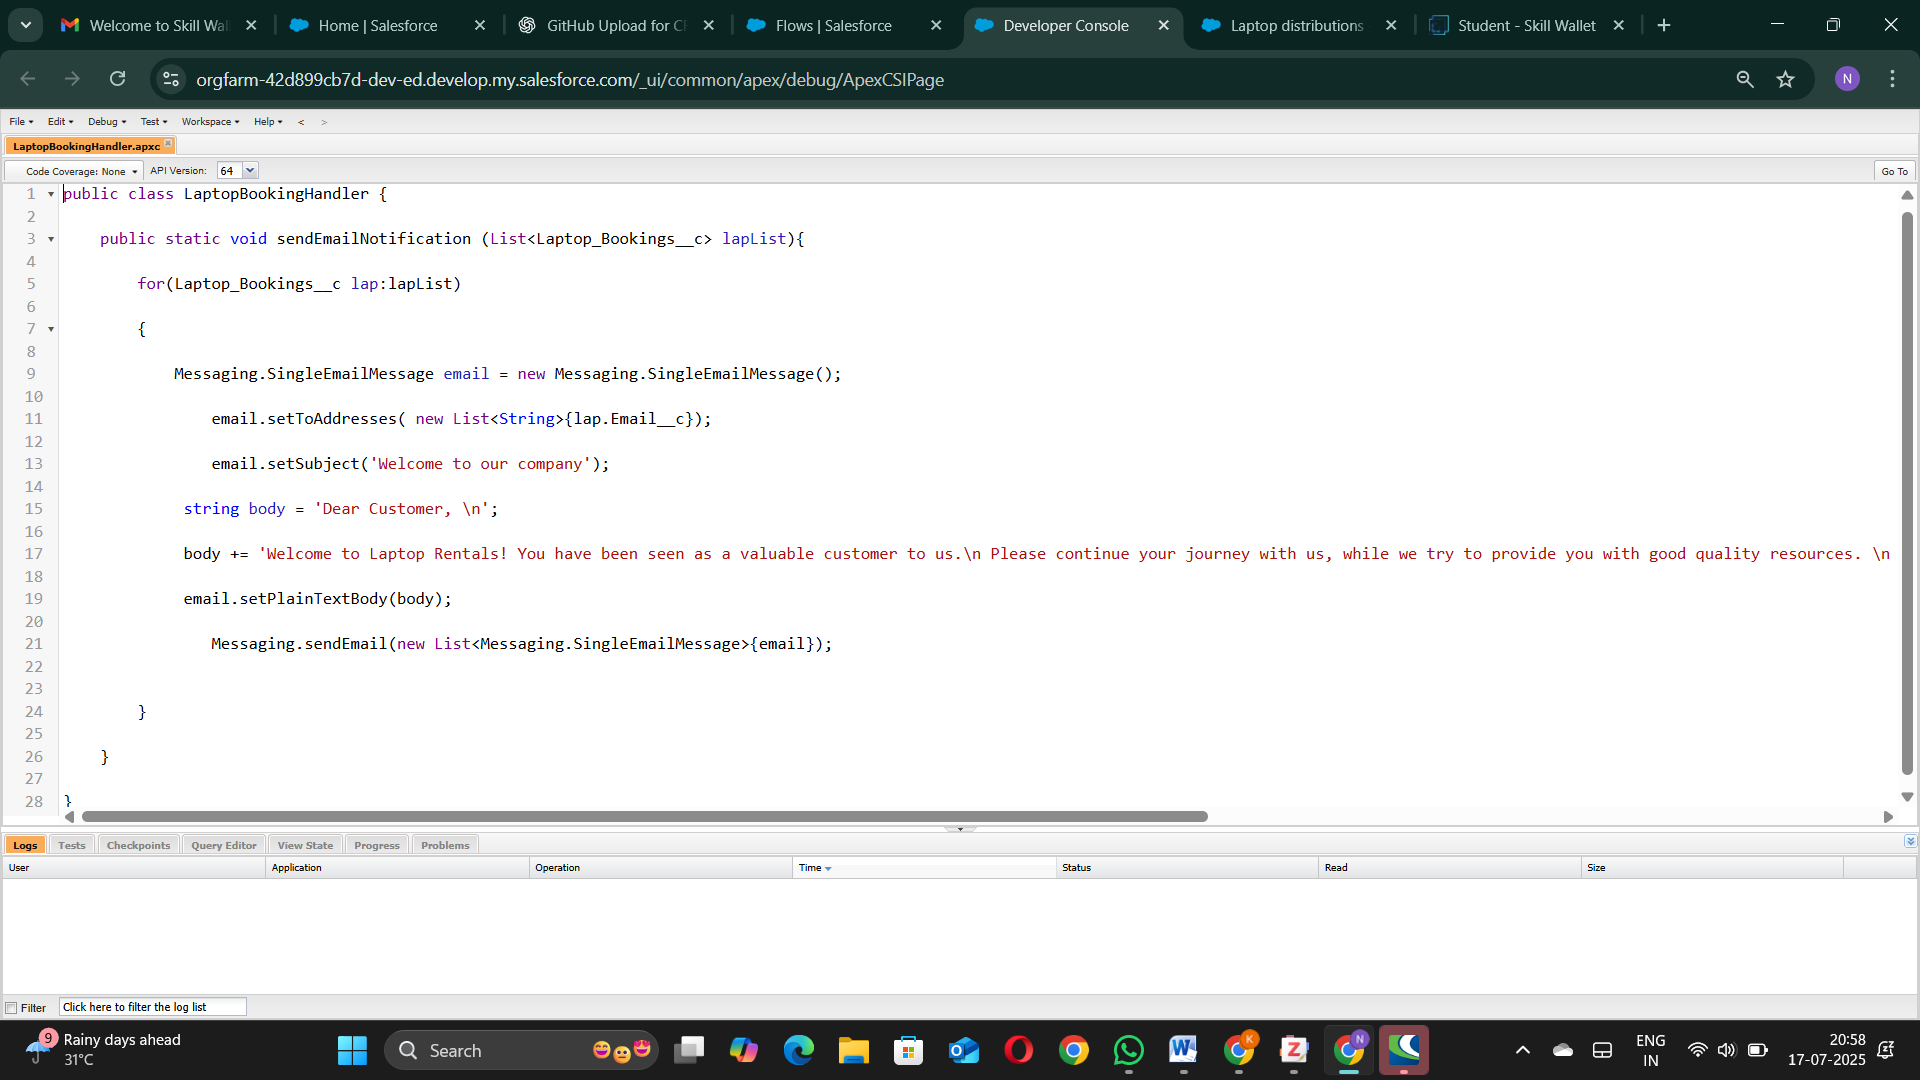 Welcome to Skill Wal
Home | Salesforce
GitHub Upload for CR
Flows | Salesforce
Developer Console
Laptop distributions
Student - Skill Wallet
orgfarm-42d899cb7d-dev-ed.develop.my.salesforce.com/_ui/common/apex/debug/ApexCSIPage
N
File Edit Debug Test Workspace Help < >
LaptopBookingHandler.apxc
Code Coverage: None API Version: 64 Go To
1 public class LaptopBookingHandler {
2
3 public static void sendEmailNotification (List<Laptop_Bookings__c> lapList){
4
5 for(Laptop_Bookings__c lap:lapList)
6
7 {
8
9 Messaging.SingleEmailMessage email = new Messaging.SingleEmailMessage();
10
11 email.setToAddresses( new List<String>{lap.Email__c});
12
13 email.setSubject('Welcome to our company');
14
15 string body = 'Dear Customer, \n';
16
17 body += 'Welcome to Laptop Rentals! You have been seen as a valuable customer to us.\n Please continue your journey with us, while we try to provide you with good quality resources. \n
18
19 email.setPlainTextBody(body);
20
21 Messaging.sendEmail(new List<Messaging.SingleEmailMessage>{email});
22
23
24 }
25
26 }
27
28 }
Logs Tests Checkpoints Query Editor View State Progress Problems
User Application Operation Time Status Read Size
Filter Click here to filter the log list
9 Rainy days ahead
31°C
Search
K
N
ENG
IN
20:58
17-07-2025